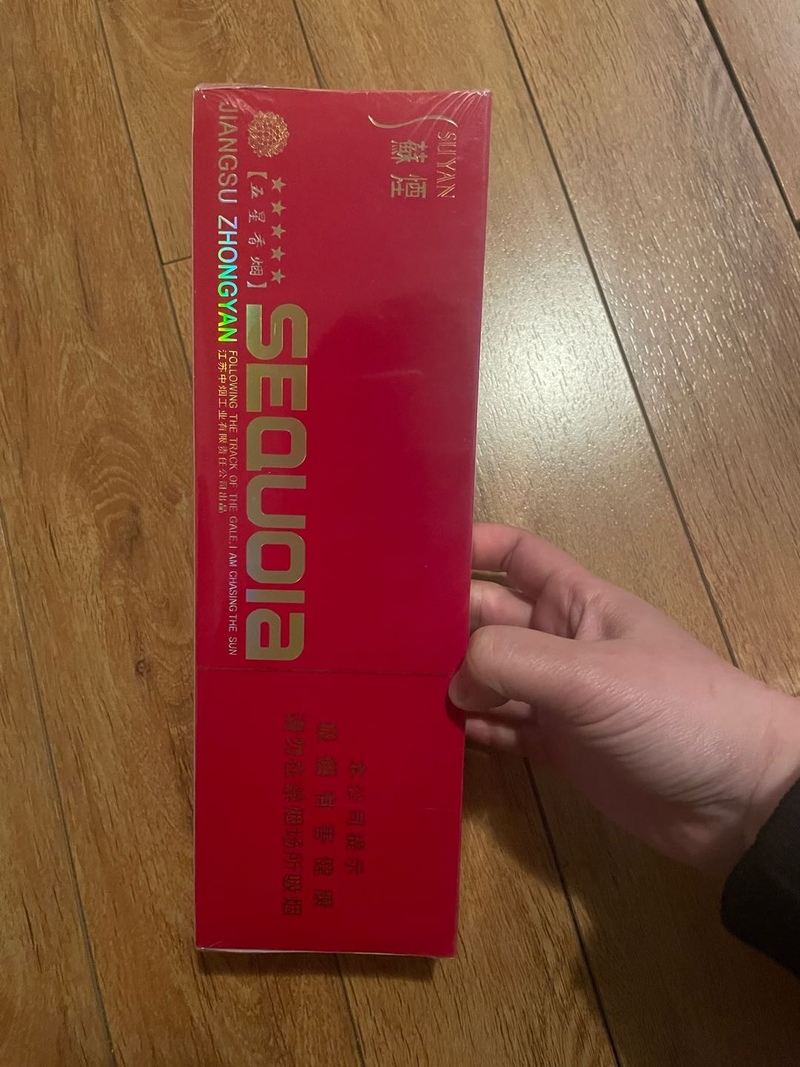 SUYAN
蘇煙
★★★★★
【五星香烟】
SEQUOIA
JIANGSU ZHONGYAN
FOLLOWING THE TRACK OF THE GALE, I AM CHASING THE SUN
江苏中烟工业有限责任公司出品
本公司提示
吸烟有害健康
请勿在禁烟场所吸烟